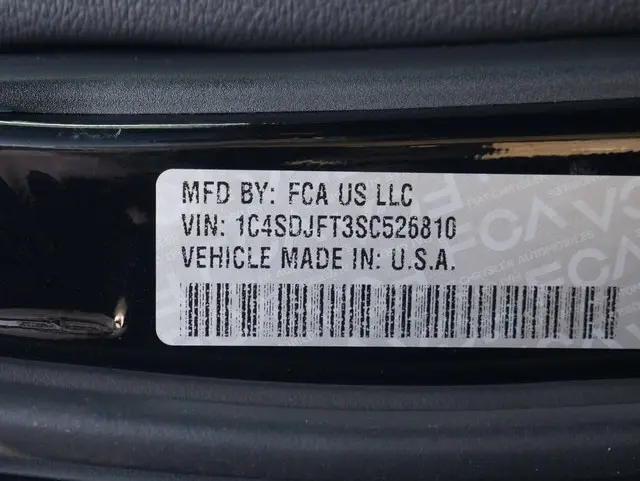 MFD BY: FCA US LLC
VIN: 1C4SDJFT3SC526810
VEHICLE MADE IN: U.S.A.